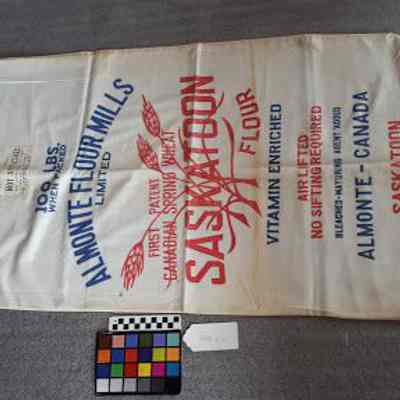 100 LBS.
WHEN PACKED
ALMONTE FLOUR MILLS
LIMITED
FIRST PATENT
CANADIAN SPRING WHEAT
SASKATOON
FLOUR
VITAMIN ENRICHED
AIR LIFTED
NO SIFTING REQUIRED
BLEACHED-MATURING AGENT ADDED
ALMONTE - CANADA
SASKATOON